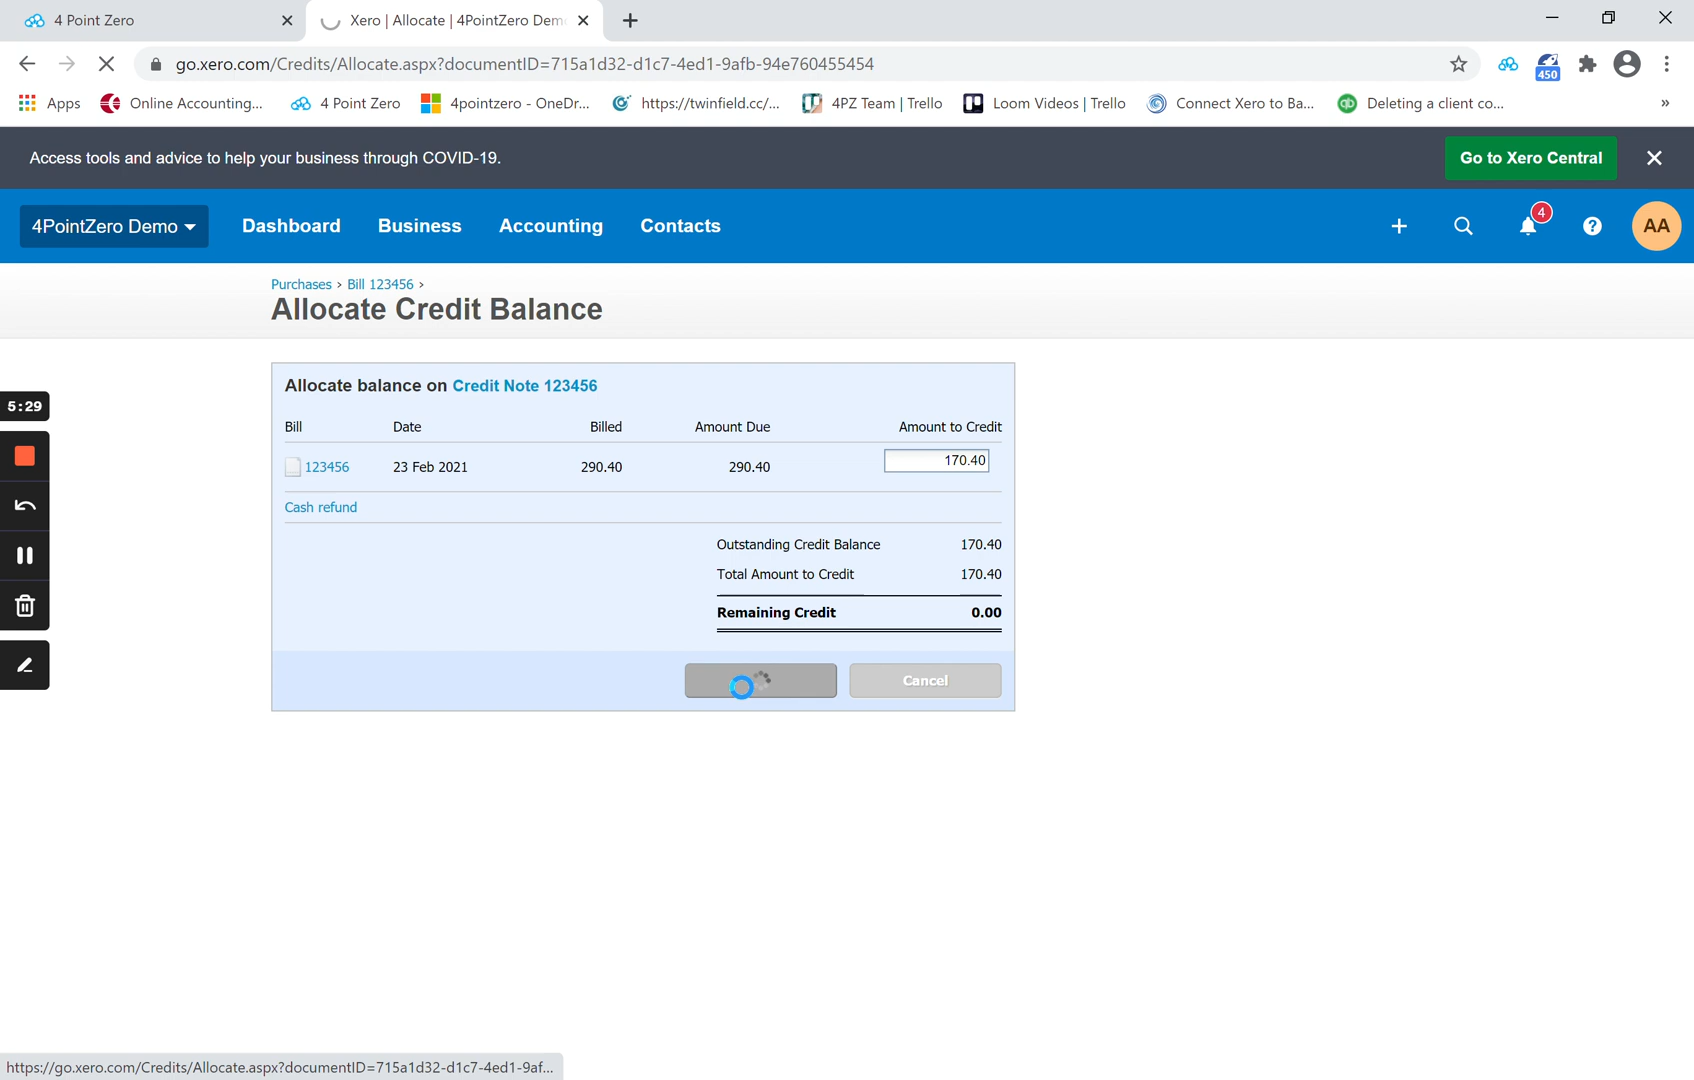 4 Point Zero
Xero | Allocate | 4PointZero Dem
go.xero.com/Credits/Allocate.aspx?documentID=715a1d32-d1c7-4ed1-9afb-94e760455454
450
Apps
Online Accounting...
4 Point Zero
4pointzero - OneDr...
https://twinfield.cc/...
4PZ Team | Trello
Loom Videos | Trello
Connect Xero to Ba...
Deleting a client co...
»
Access tools and advice to help your business through COVID-19.
Go to Xero Central
4PointZero Demo
Dashboard
Business
Accounting
Contacts
4
AA
Purchases › Bill 123456 ›
Allocate Credit Balance
Allocate balance on Credit Note 123456
Bill Date Billed Amount Due Amount to Credit
123456 23 Feb 2021 290.40 290.40 170.40
Cash refund
Outstanding Credit Balance 170.40
Total Amount to Credit 170.40
Remaining Credit 0.00
Cancel
5:29
https://go.xero.com/Credits/Allocate.aspx?documentID=715a1d32-d1c7-4ed1-9af...